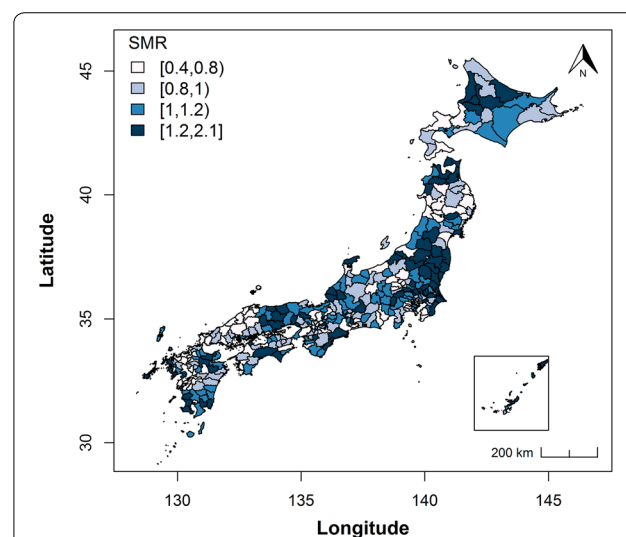 SMR
[0.4,0.8)
[0.8,1)
[1,1.2)
[1.2,2.1]
N
45
40
35
30
Latitude
200 km
130
135
140
145
Longitude